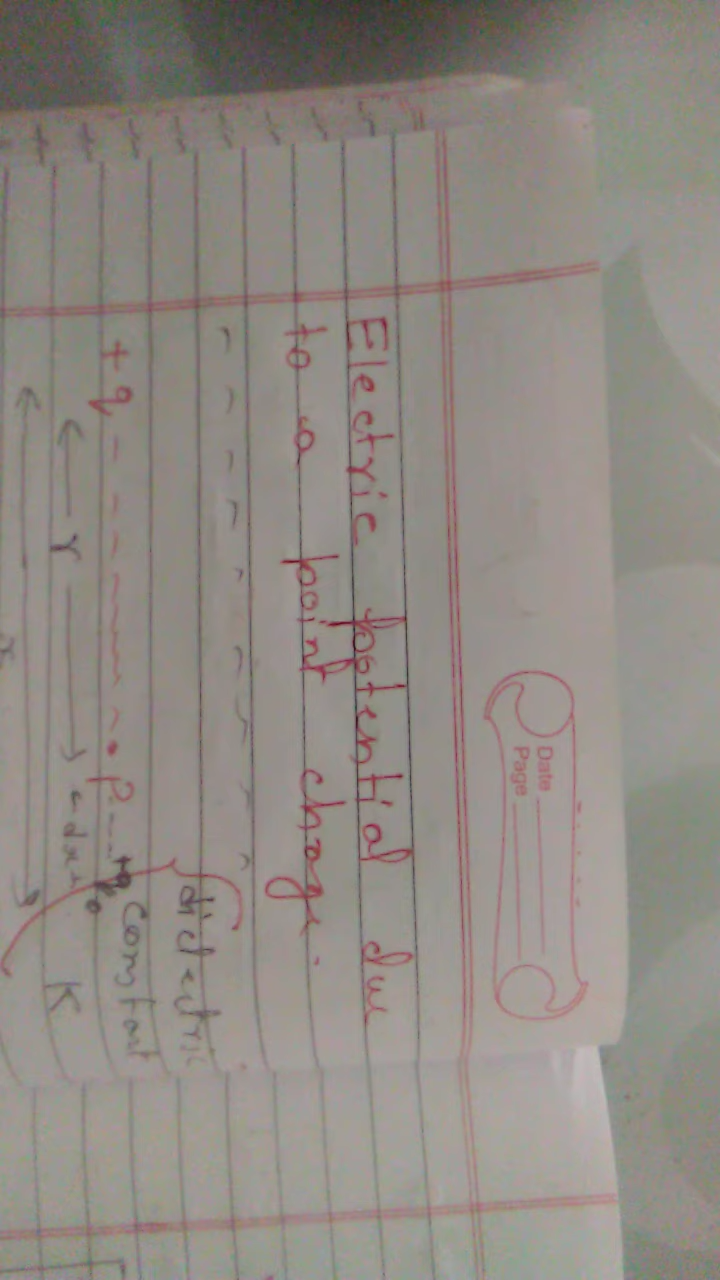 Date
Page
Electric potential due
to a point charge.
dielectric
constant
+q P +q0
r dx K
x